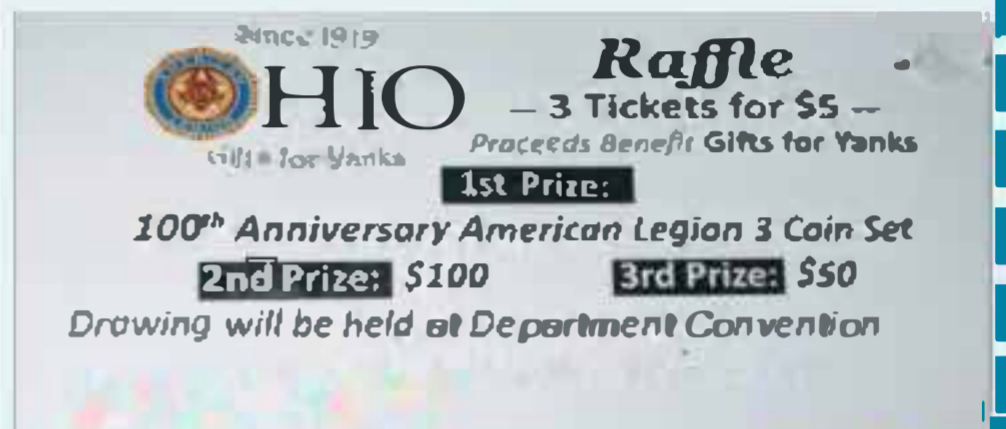 Since 1919
OHIO
Gifts for Yanks
Raffle
— 3 Tickets for $5 —
Proceeds Benefit Gifts for Yanks
1st Prize:
100th Anniversary American Legion 3 Coin Set
2nd Prize: $100
3rd Prize: $50
Drawing will be held at Department Convention